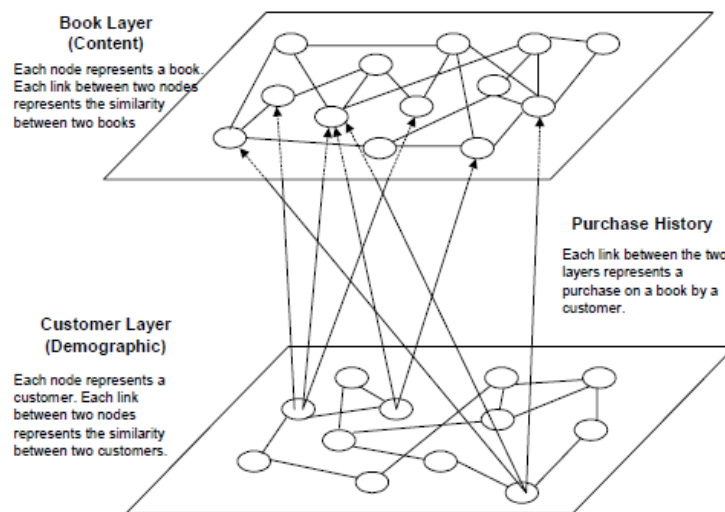 Book Layer
(Content)
Each node represents a book.
Each link between two nodes
represents the similarity
between two books
Purchase History
Each link between the two
layers represents a
purchase on a book by a
customer.
Customer Layer
(Demographic)
Each node represents a
customer. Each link
between two nodes
represents the similarity
between two customers.